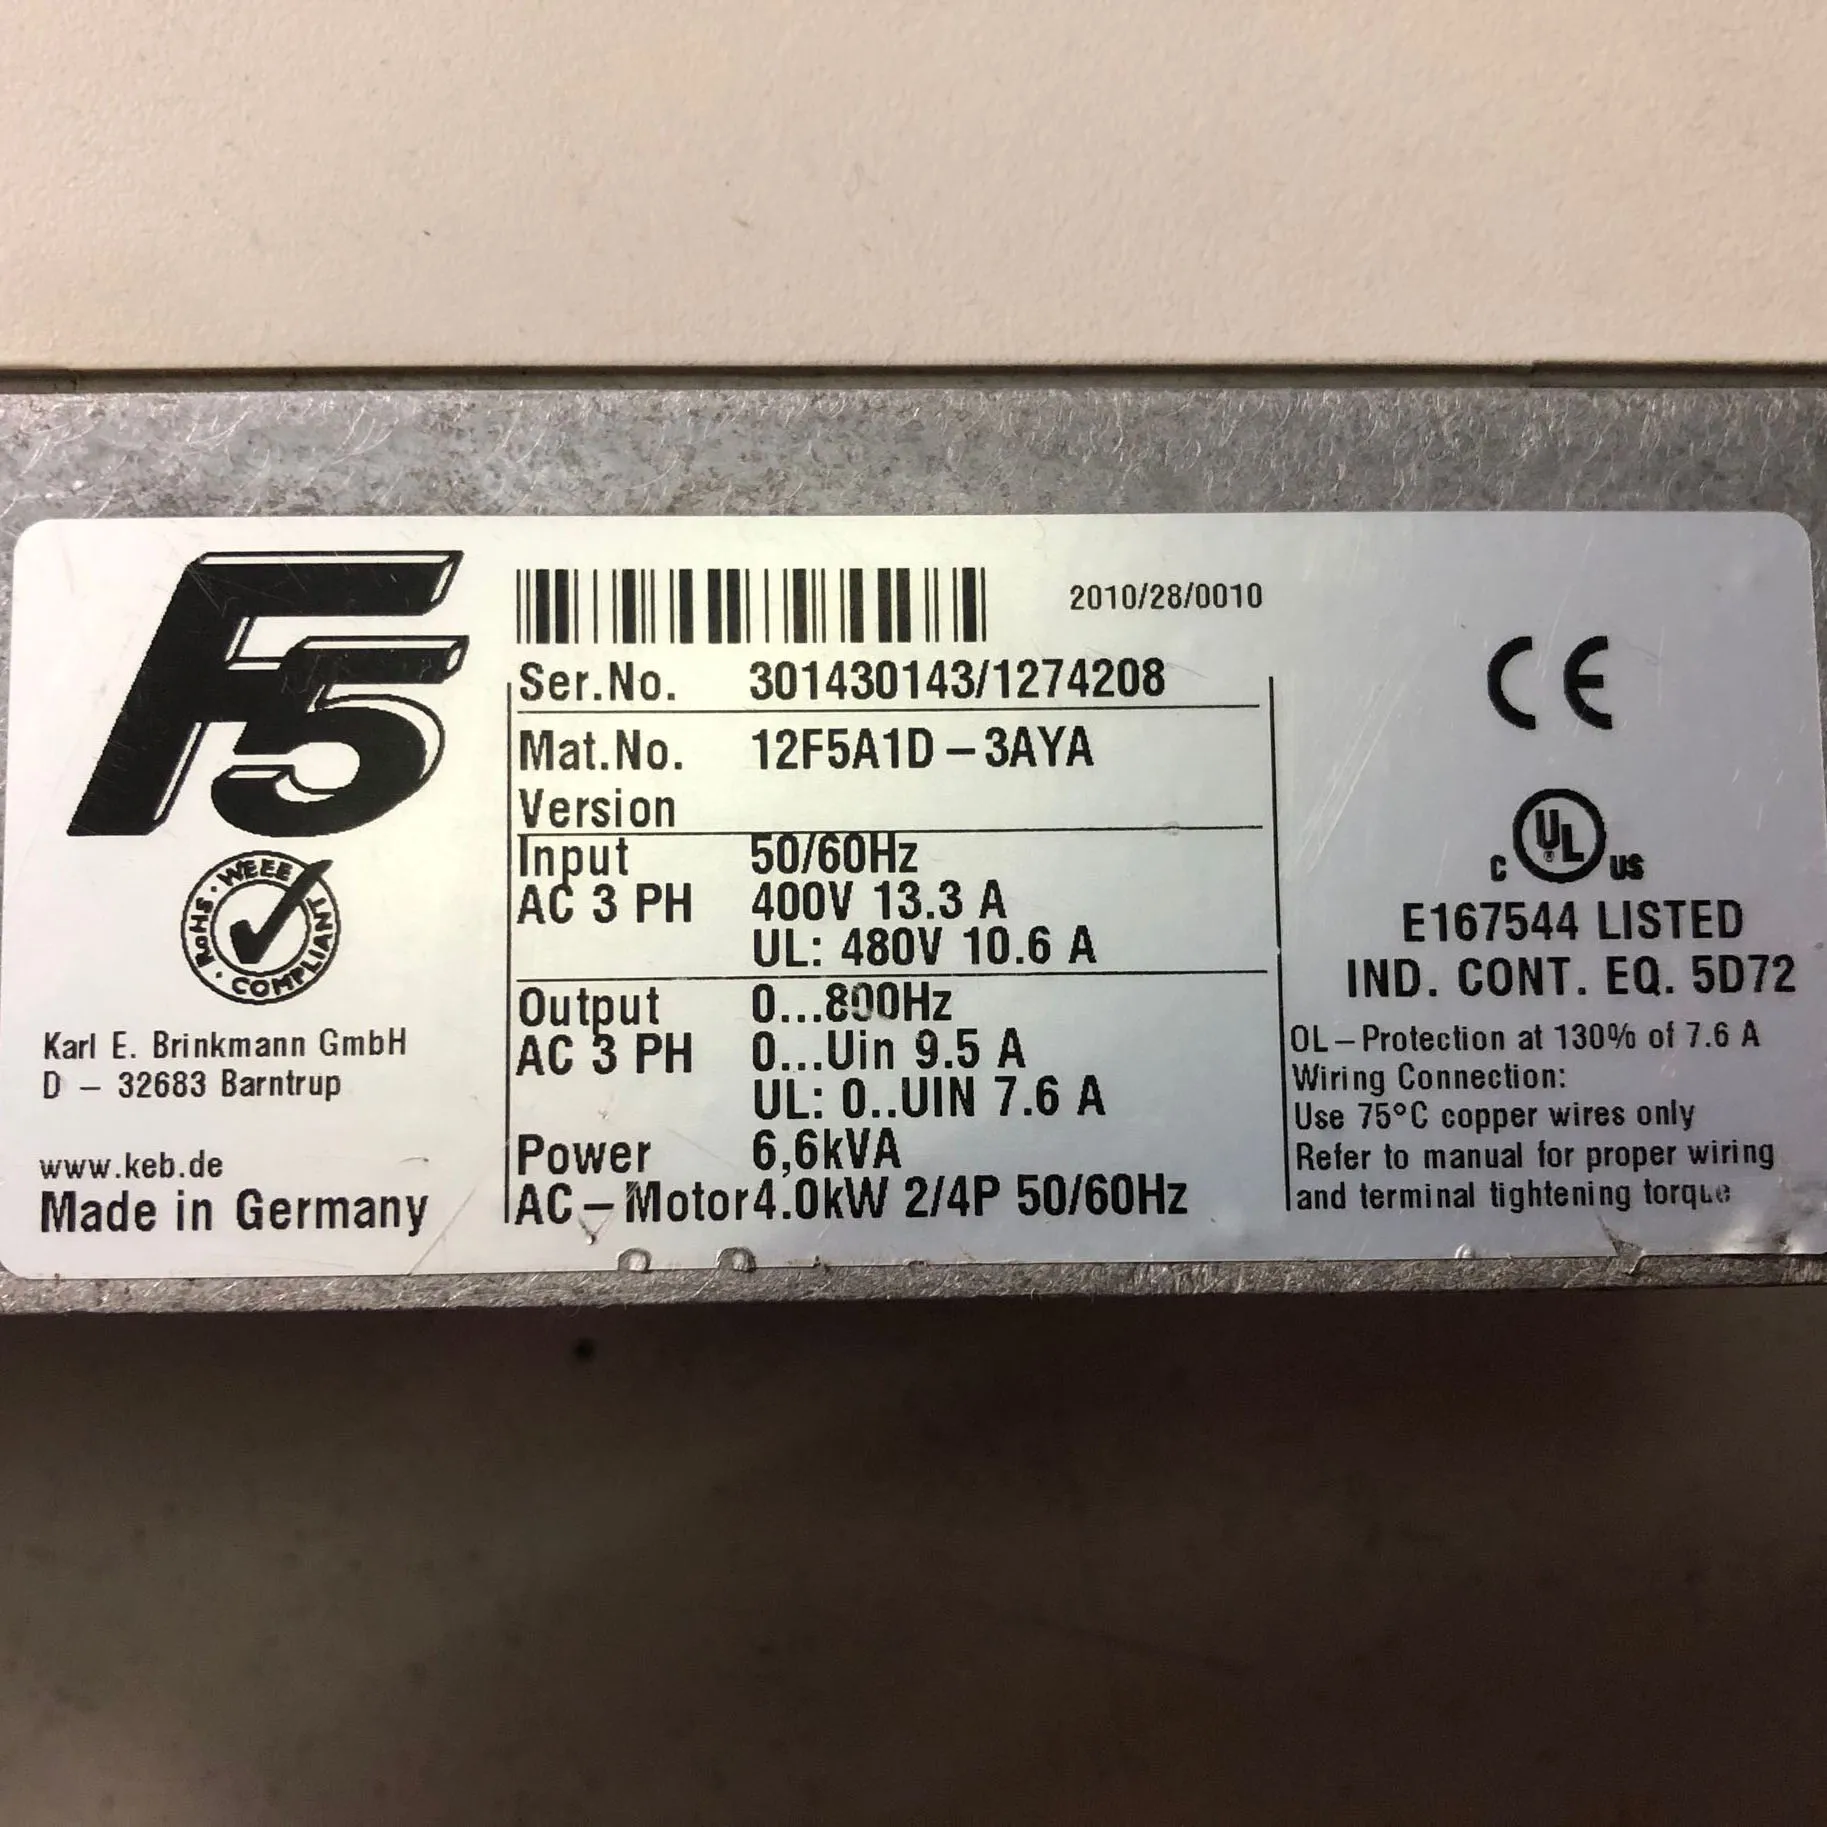 F5
WEEE · RoHS · COMPLIANT
Karl E. Brinkmann GmbH
D – 32683 Barntrup
www.keb.de
Made in Germany
2010/28/0010
Ser.No. 301430143/1274208
Mat.No. 12F5A1D – 3AYA
Version
Input 50/60Hz
AC 3 PH 400V 13.3 A
UL: 480V 10.6 A
Output 0...800Hz
AC 3 PH 0...Uin 9.5 A
UL: 0..UIN 7.6 A
Power 6,6kVA
AC – Motor 4.0kW 2/4P 50/60Hz
CE
C UL US
E167544 LISTED
IND. CONT. EQ. 5D72
OL – Protection at 130% of 7.6 A
Wiring Connection:
Use 75°C copper wires only
Refer to manual for proper wiring
and terminal tightening torque